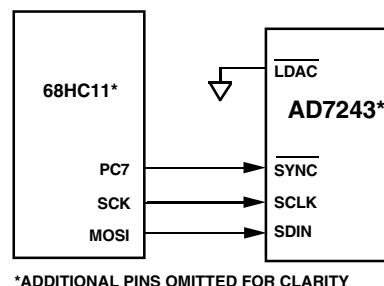 68HC11*
LDAC
AD7243*
PC7
SYNC
SCK
SCLK
MOSI
SDIN
*ADDITIONAL PINS OMITTED FOR CLARITY